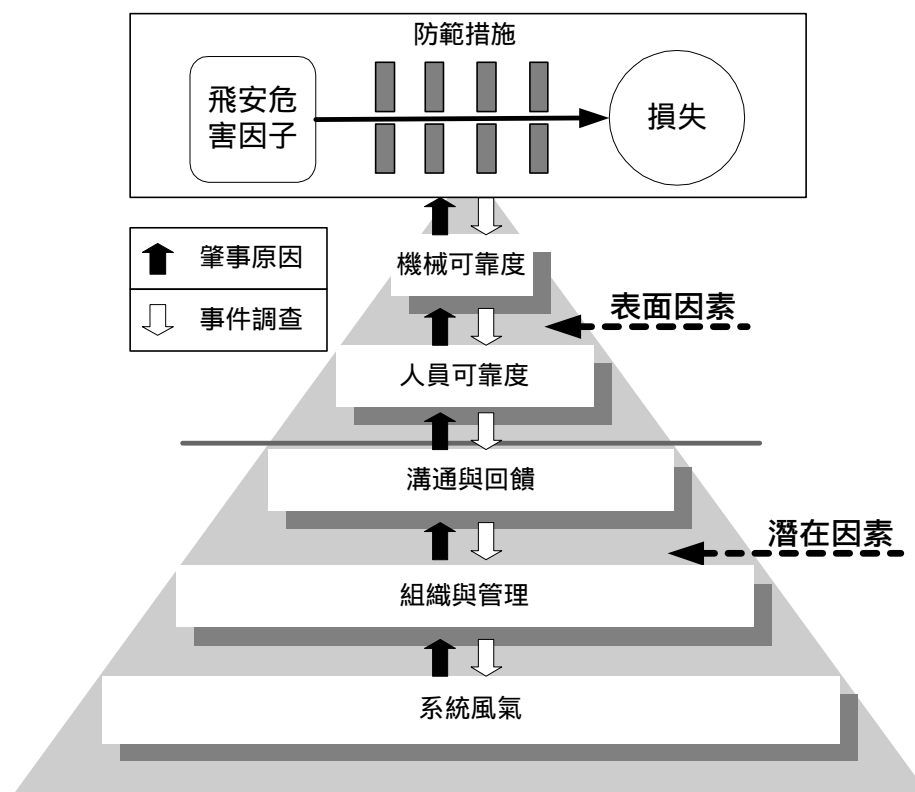 防範措施
飛安危
害因子
損失
肇事原因
事件調查
機械可靠度
表面因素
人員可靠度
溝通與回饋
潛在因素
組織與管理
系統風氣